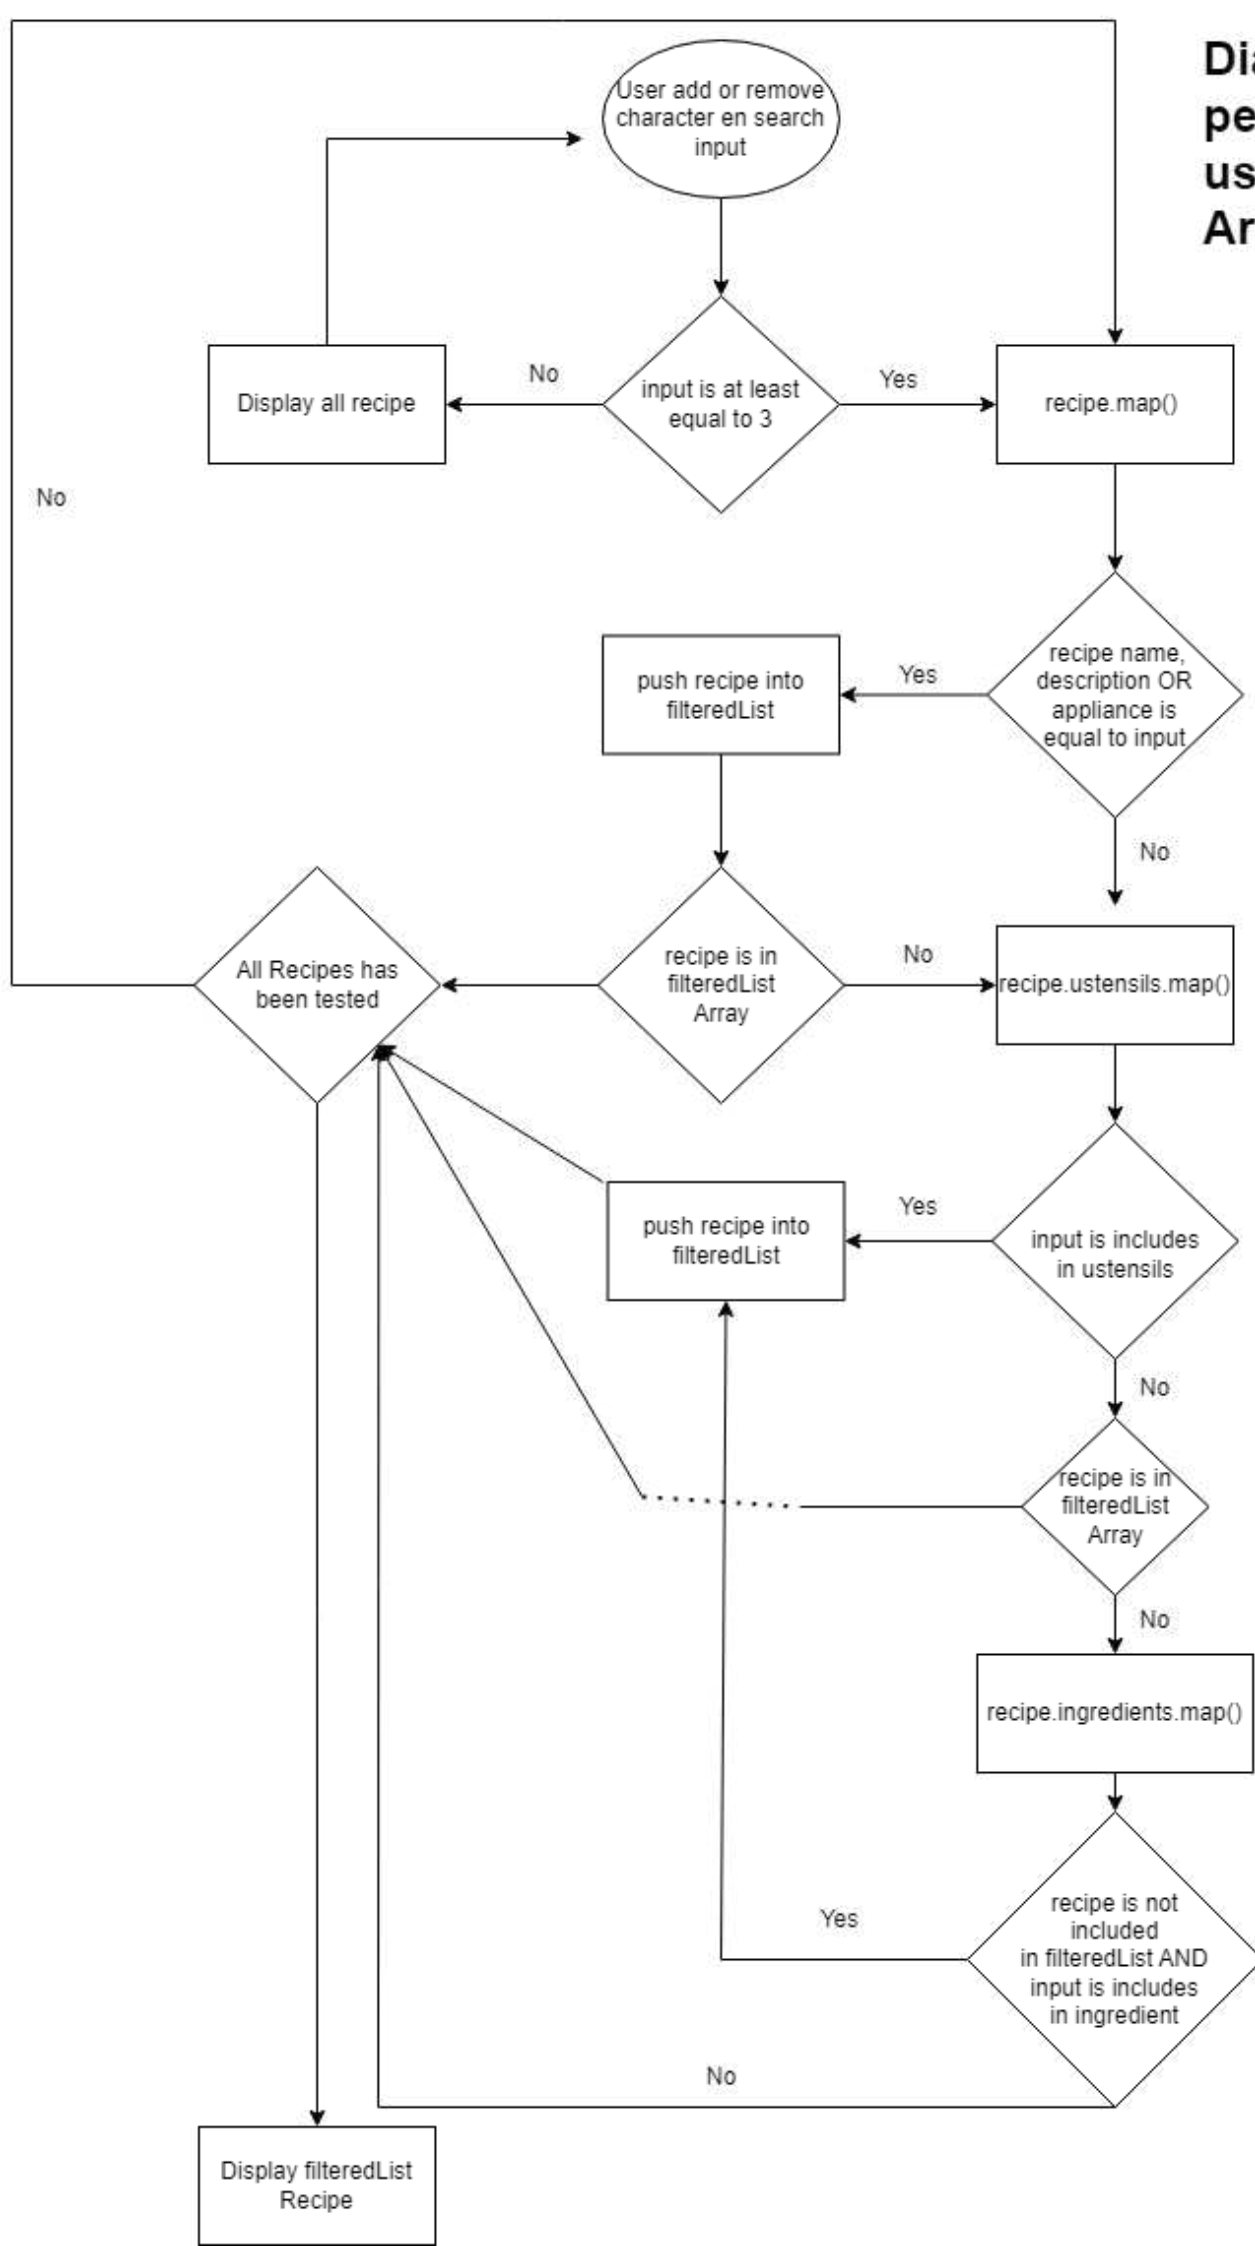 User add or remove
character en search
input
Dia
pe
us
Ar
Display all recipe
No
input is at least
equal to 3
Yes
recipe.map()
No
push recipe into
filteredList
Yes
recipe name,
description OR
appliance is
equal to input
No
All Recipes has
been tested
recipe is in
filteredList
Array
No
recipe.ustensils.map()
push recipe into
filteredList
Yes
input is includes
in ustensils
No
recipe is in
filteredList
Array
No
recipe.ingredients.map()
Yes
recipe is not
included
in filteredList AND
input is includes
in ingredient
No
Display filteredList
Recipe